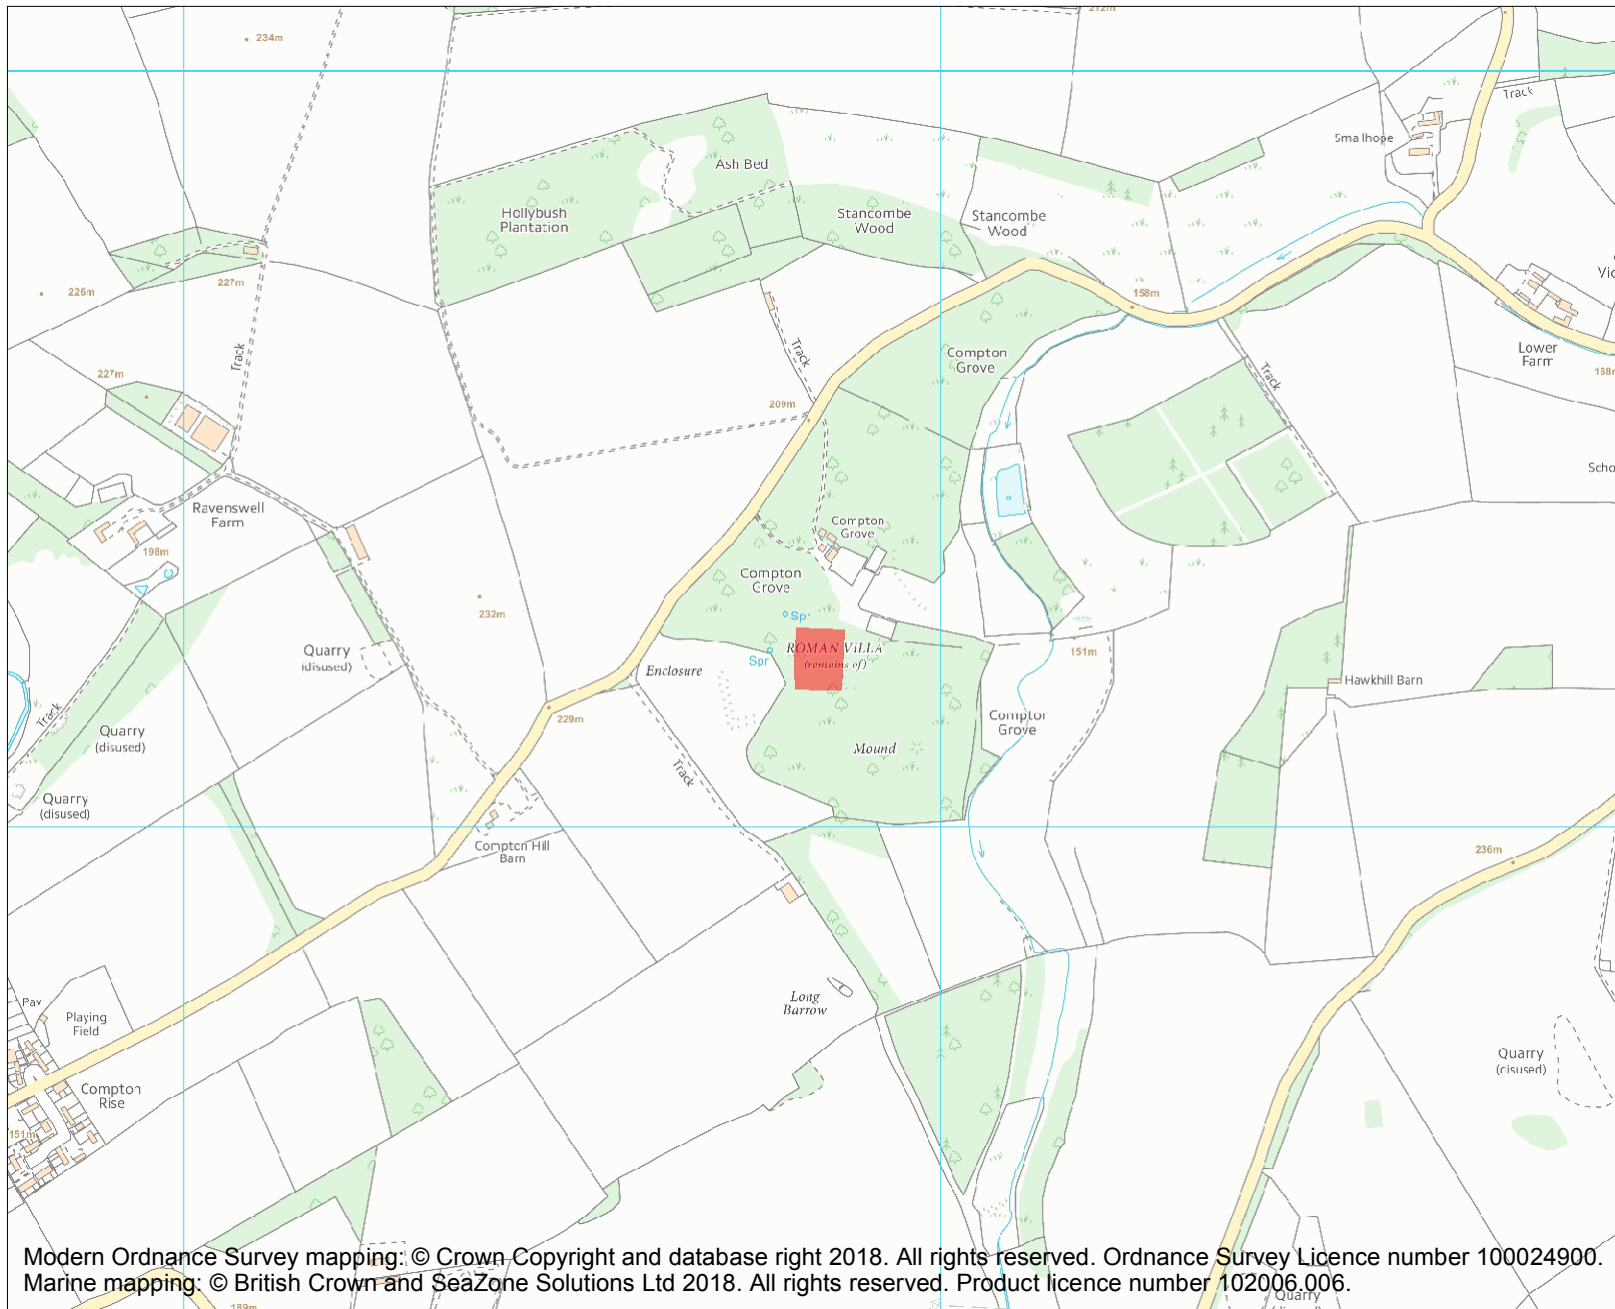 212m
234m
Track
Smalhope
Ash Bed
Hollybush
Plantation
Stancombe
Wood
Stancombe
Wood
226m
227m
158m
Track
Track
Compton
Grove
Track
Lower
Farm
227m
209m
Ravenswell
Farm
198m
Compton
Grove
Compton
Grove
232m
Spr
Quarry
(disused)
Enclosure
Spr
ROMAN VILLA
(remains of)
151m
Hawkhill Barn
Track
Quarry
(disused)
229m
Compton
Grove
Mound
Track
Quarry
(disused)
Compton Hill
Barn
236m
Pav
Playing
Field
Long
Barrow
Quarry
(disused)
Compton
Rise
151m
Modern Ordnance Survey mapping: © Crown Copyright and database right 2018. All rights reserved. Ordnance Survey Licence number 100024900.
Marine mapping: © British Crown and SeaZone Solutions Ltd 2018. All rights reserved. Product licence number 102006.006.
189m
Quarry